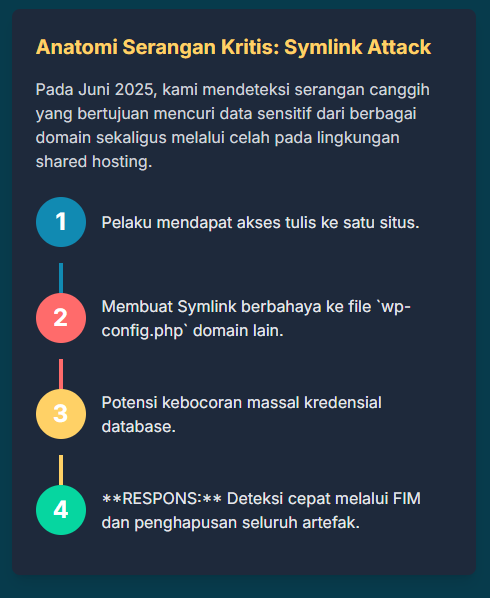 Anatomi Serangan Kritis: Symlink Attack
Pada Juni 2025, kami mendeteksi serangan canggih
yang bertujuan mencuri data sensitif dari berbagai
domain sekaligus melalui celah pada lingkungan
shared hosting.
1
Pelaku mendapat akses tulis ke satu situs.
2
Membuat Symlink berbahaya ke file `wp-
config.php` domain lain.
3
Potensi kebocoran massal kredensial
database.
4
**RESPONS:** Deteksi cepat melalui FIM
dan penghapusan seluruh artefak.